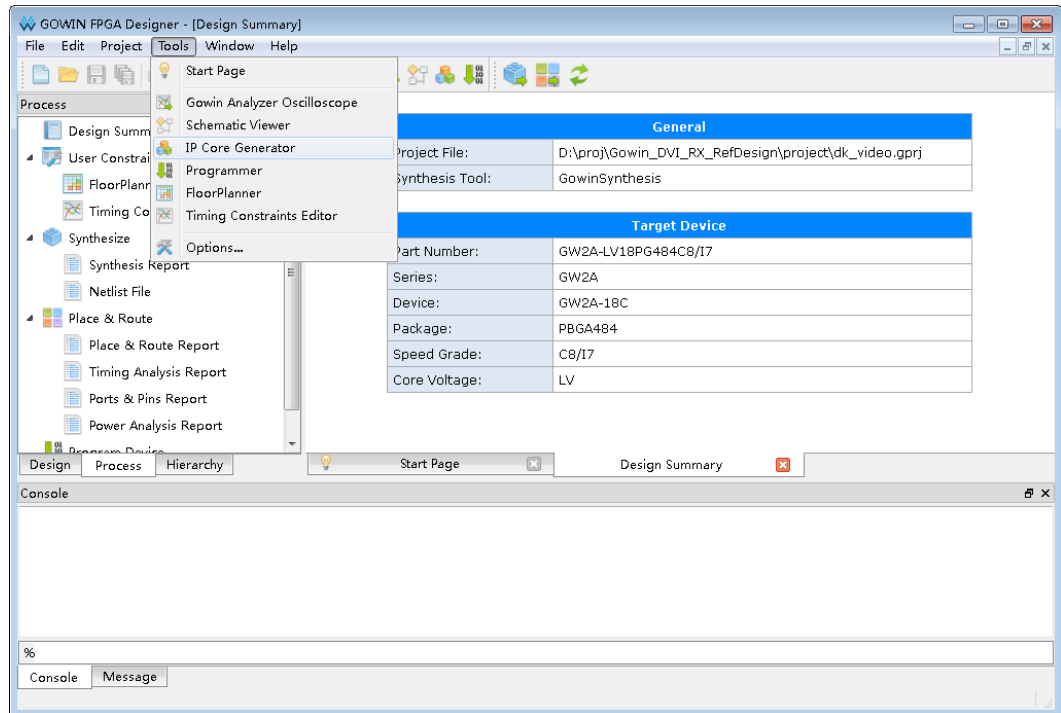 GOWIN FPGA Designer - [Design Summary]
File Edit Project Tools Window Help
Start Page
Gowin Analyzer Oscilloscope
Schematic Viewer
IP Core Generator
Programmer
FloorPlanner
Timing Constraints Editor
Options...
Process
Design Summ
User Constrai
FloorPlann
Timing Co
Synthesize
Synthesis Report
Netlist File
Place & Route
Place & Route Report
Timing Analysis Report
Ports & Pins Report
Power Analysis Report
Program Device
Design Process Hierarchy
General
Project File: D:\proj\Gowin_DVI_RX_RefDesign\project\dk_video.gprj
Synthesis Tool: GowinSynthesis
Target Device
Part Number: GW2A-LV18PG484C8/I7
Series: GW2A
Device: GW2A-18C
Package: PBGA484
Speed Grade: C8/I7
Core Voltage: LV
Start Page Design Summary
Console
%
Console Message